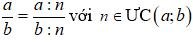 a/b = a:n/b:n với n ∈ ƯC(a;b)